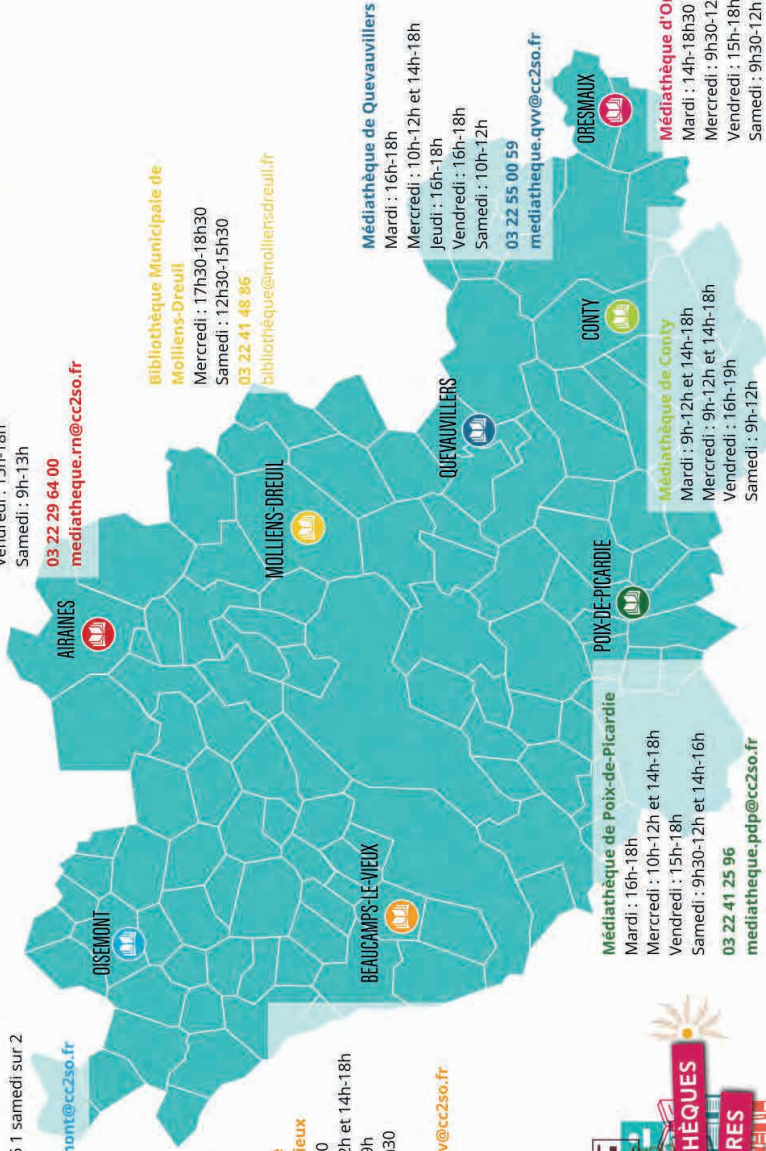 Samedi : 9h-13h
03 22 29 64 00
mediatheque.rn@cc2so.fr
AIRAINES
Bibliothèque Municipale de
Molliens-Dreuil
Mercredi : 17h30-18h30
Samedi : 12h30-15h30
03 22 41 48 86
bibliothèque@molliensdreuil.fr
MOLLIENS-DREUIL
Médiathèque de Quevauvillers
Mardi : 16h-18h
Mercredi : 10h-12h et 14h-18h
Jeudi : 16h-18h
Vendredi : 16h-18h
Samedi : 10h-12h
03 22 55 00 59
mediatheque.qvv@cc2so.fr
QUEVAUVILLERS
ORESMAUX
Médiathèque d'Or
Mardi : 14h-18h30
Mercredi : 9h30-12
Vendredi : 15h-18h
Samedi : 9h30-12h
CONTY
Médiathèque de Conty
Mardi : 9h-12h et 14h-18h
Mercredi : 9h-12h et 14h-18h
Vendredi : 16h-19h
Samedi : 9h-12h
POIX-DE-PICARDIE
Médiathèque de Poix-de-Picardie
Mardi : 16h-18h
Mercredi : 10h-12h et 14h-18h
Vendredi : 15h-18h
Samedi : 9h30-12h et 14h-16h
03 22 41 25 96
mediatheque.pdp@cc2so.fr
OISEMONT
1 samedi sur 2
mont@cc2so.fr
BEAUCAMPS-LE-VIEUX
ieux
2h et 14h-18h
v@cc2so.fr
HÈQUES
RES